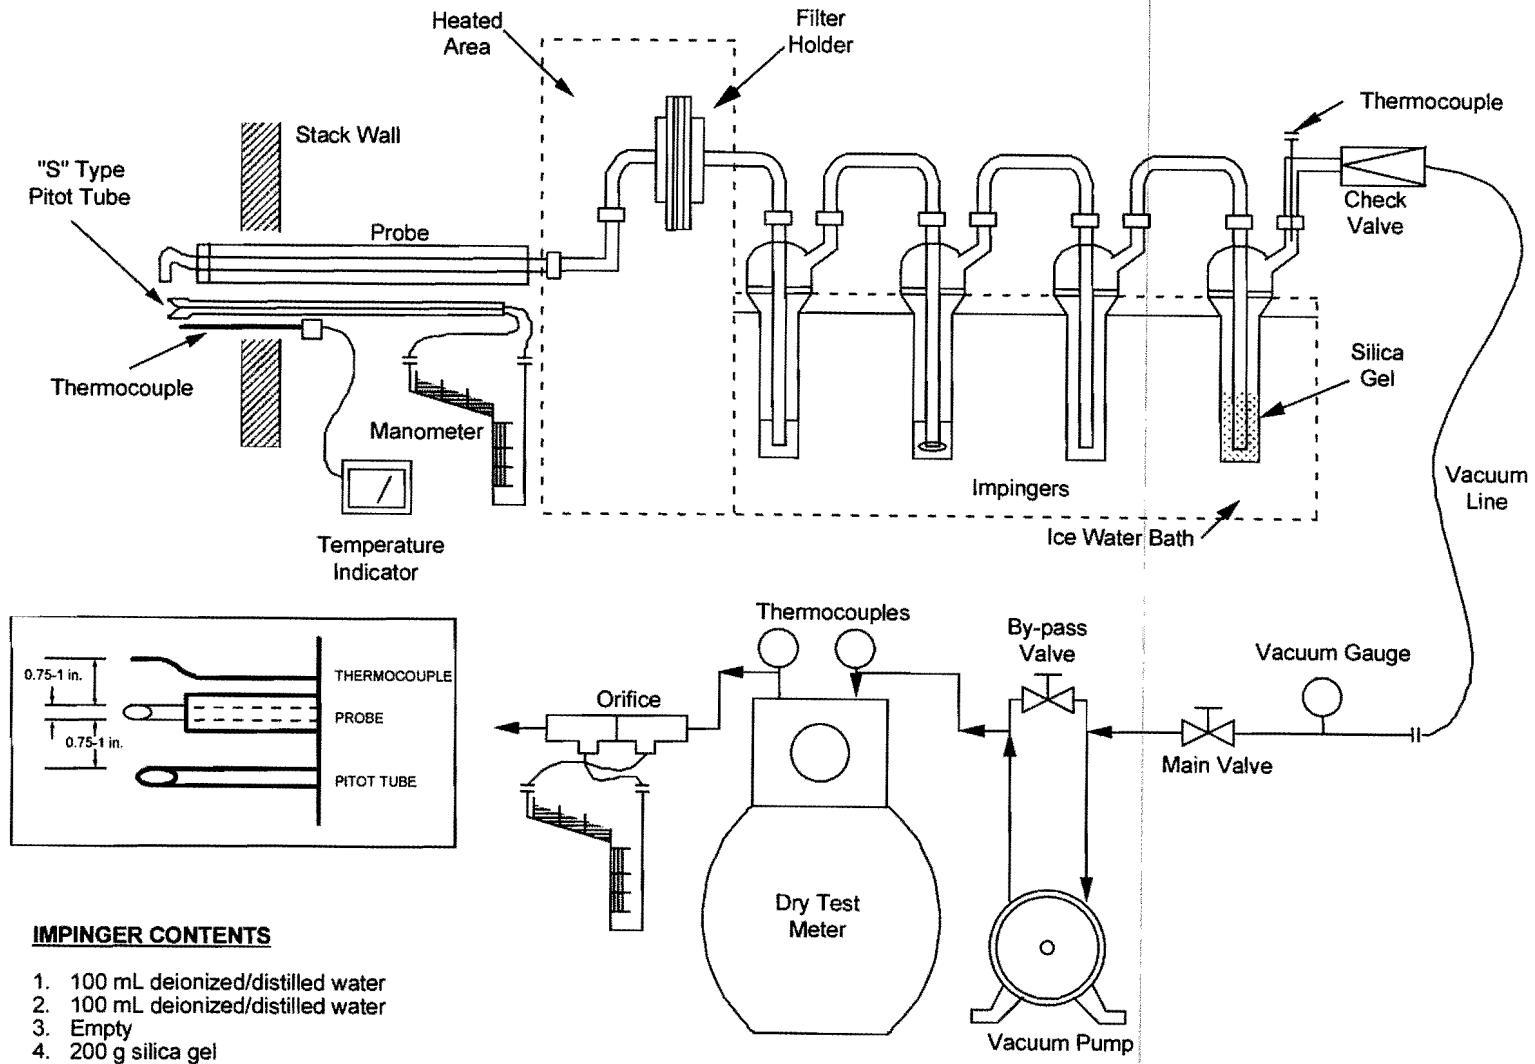 Heated
Area
Filter
Holder
Thermocouple
Stack Wall
"S" Type
Pitot Tube
Probe
Check
Valve
Thermocouple
Silica
Gel
Manometer
Impingers
Vacuum
Line
Ice Water Bath
Temperature
Indicator
Thermocouples
By-pass
Valve
Vacuum Gauge
Orifice
Main Valve
0.75-1 in.
THERMOCOUPLE
PROBE
0.75-1 in.
PITOT TUBE
Dry Test
Meter
Vacuum Pump
IMPINGER CONTENTS
1. 100 mL deionized/distilled water
2. 100 mL deionized/distilled water
3. Empty
4. 200 g silica gel